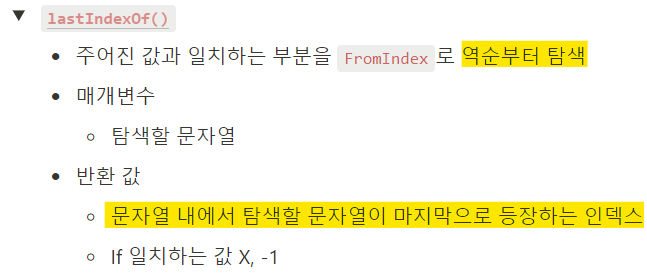 lastIndexOf()
주어진 값과 일치하는 부분을 FromIndex로 역순부터 탐색
매개변수
탐색할 문자열
반환 값
문자열 내에서 탐색할 문자열이 마지막으로 등장하는 인덱스
If 일치하는 값 X, -1